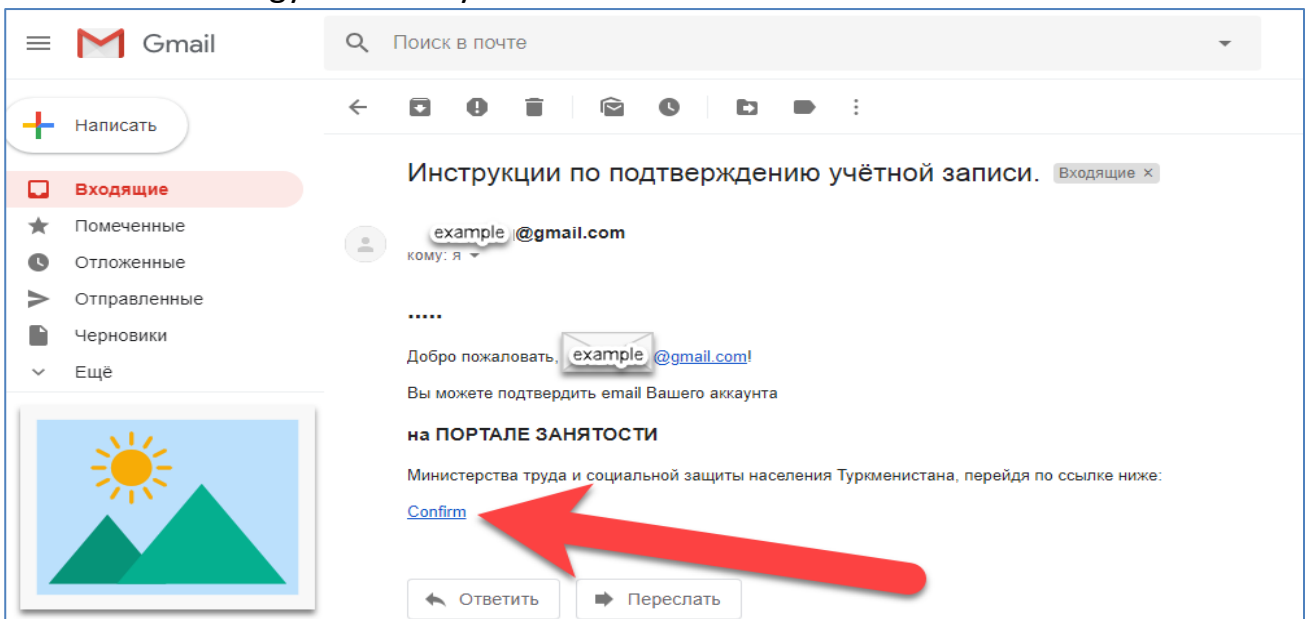 Gmail
Поиск в почте
Написать
Входящие
Помеченные
Отложенные
Отправленные
Черновики
Ещё
Инструкции по подтверждению учётной записи. Входящие ×
example @gmail.com
кому: я
.....
Добро пожаловать, example @gmail.com!
Вы можете подтвердить email Вашего аккаунта
на ПОРТАЛЕ ЗАНЯТОСТИ
Министерства труда и социальной защиты населения Туркменистана, перейдя по ссылке ниже:
Confirm
Ответить
Переслать